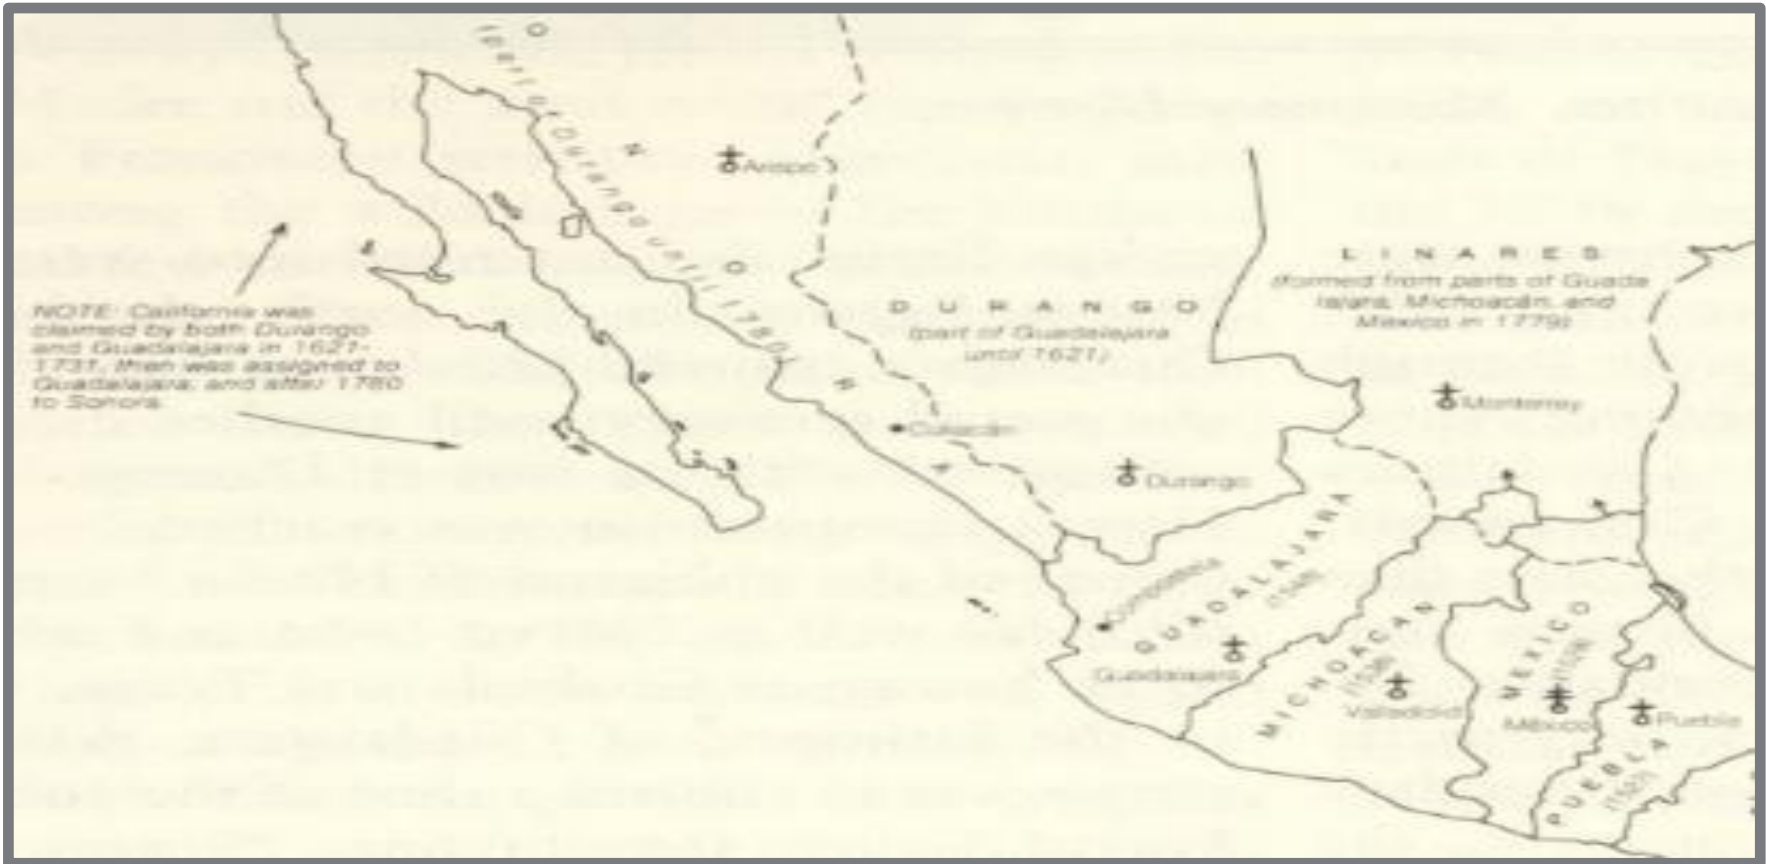 SONORA
(part of Durango until 1780)
Arizpe
NOTE: California was
claimed by both Durango
and Guadalajara in 1627-
1731, then was assigned to
Guadalajara, and after 1780
to Sonora.
DURANGO
(part of Guadalajara
until 1621)
LINARES
(formed from parts of Guada
lajara, Michoacán, and
Mexico in 1779)
Monterrey
Culiacán
Durango
Compostela
GUADALAJARA
Guadalajara
MICHOACAN
Valladolid
MEXICO
México
Puebla
PUEBLA